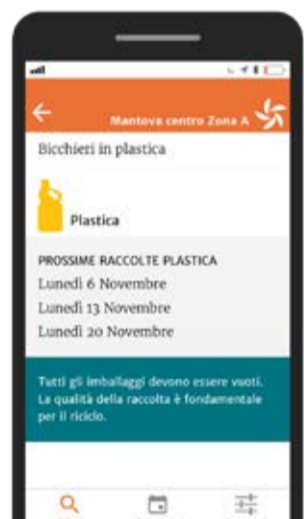 Mantova centro Zona A
Bicchieri in plastica
Plastica
PROSSIME RACCOLTE PLASTICA
Lunedì 6 Novembre
Lunedì 13 Novembre
Lunedì 20 Novembre
Tutti gli imballaggi devono essere vuoti.
La qualità della raccolta è fondamentale
per il riciclo.